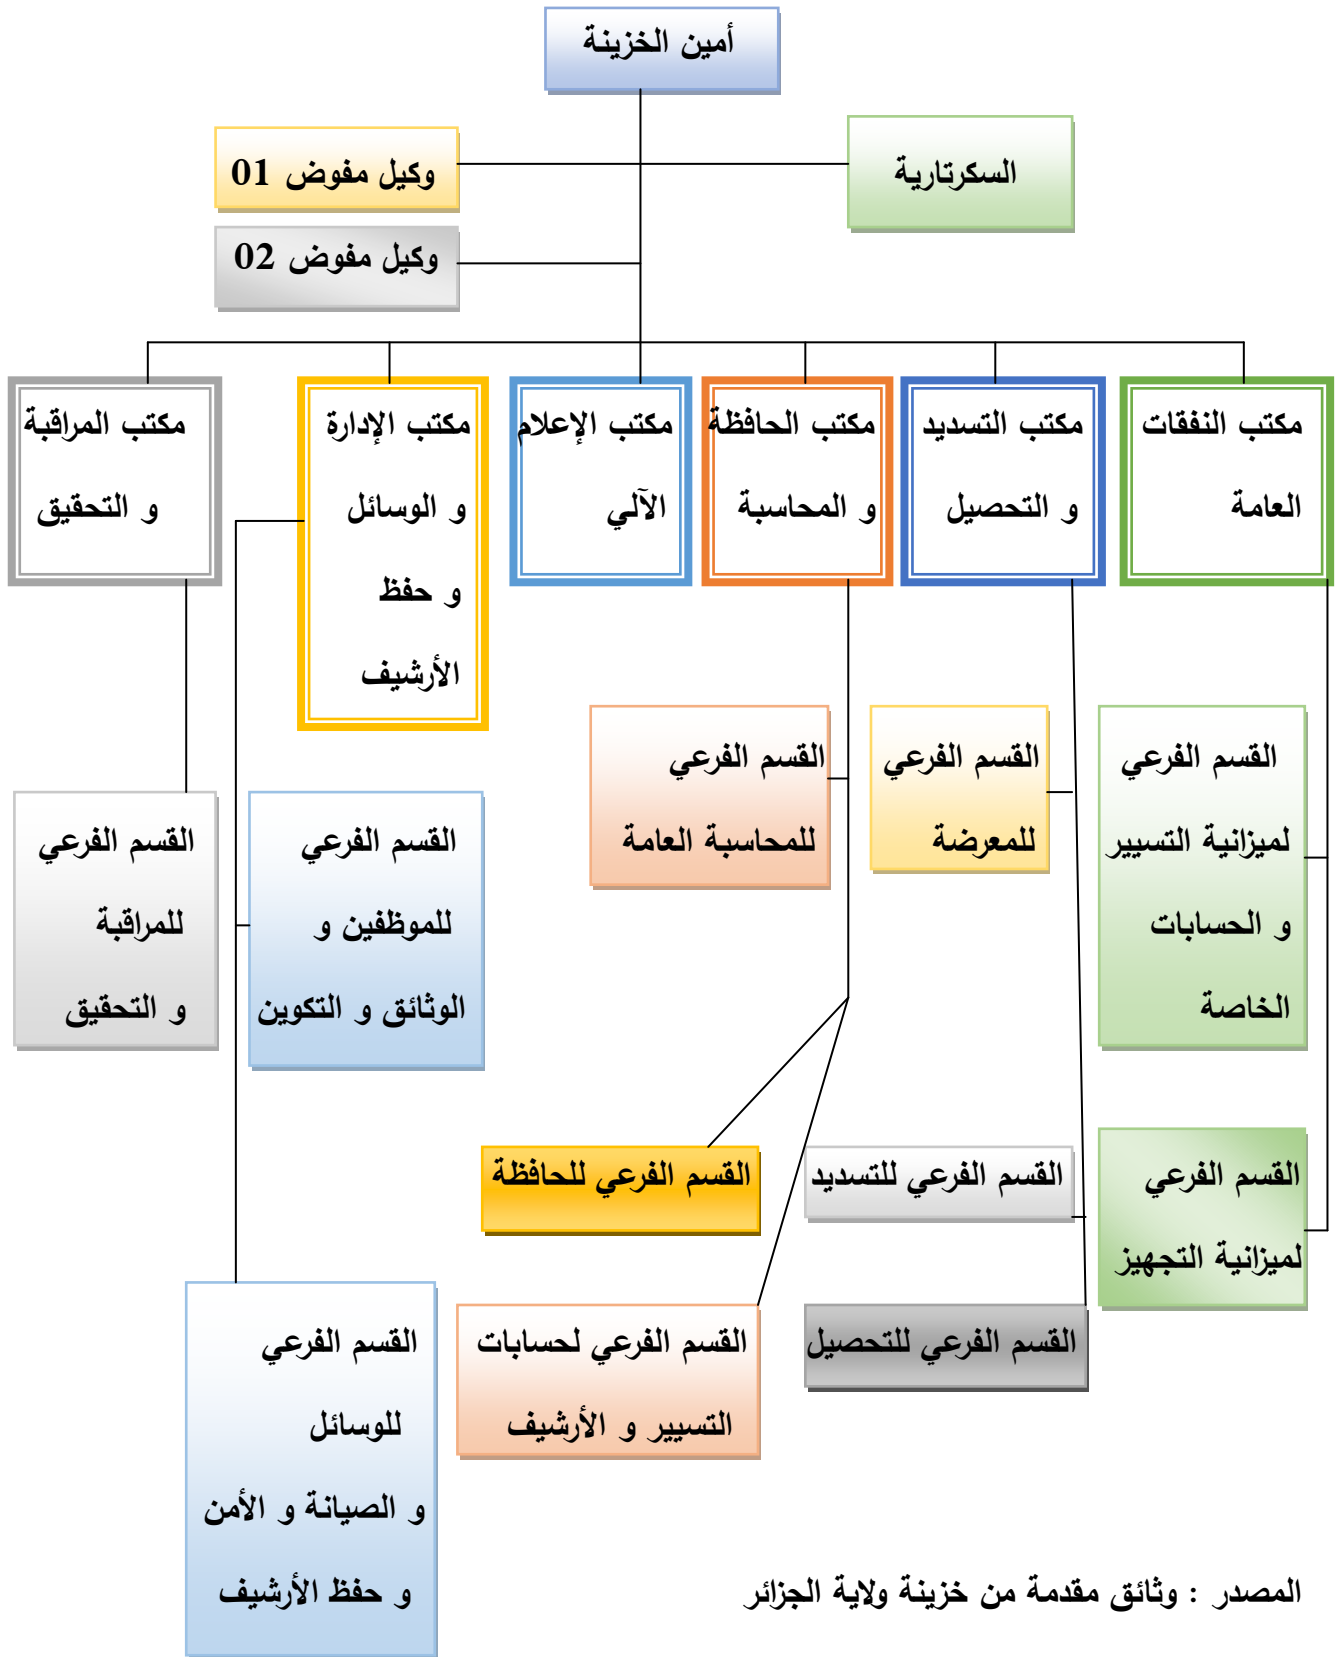 أمين الخزينة
السكرتارية
وكيل مفوض 01
وكيل مفوض 02
مكتب النفقات
العامة
مكتب التسديد
و التحصيل
مكتب الحافظة
و المحاسبة
مكتب الإعلام
الآلي
مكتب الإدارة
و الوسائل
و حفظ
الأرشيف
مكتب المراقبة
و التحقيق
القسم الفرعي
لميزانية التسيير
و الحسابات
الخاصة
القسم الفرعي
للمعرضة
القسم الفرعي
للمحاسبة العامة
القسم الفرعي
للموظفين و
الوثائق و التكوين
القسم الفرعي
للمراقبة
و التحقيق
القسم الفرعي
لميزانية التجهيز
القسم الفرعي للتسديد
القسم الفرعي للحافظة
القسم الفرعي للتحصيل
القسم الفرعي لحسابات
التسيير و الأرشيف
القسم الفرعي
للوسائل
و الصيانة و الأمن
و حفظ الأرشيف
المصدر : وثائق مقدمة من خزينة ولاية الجزائر